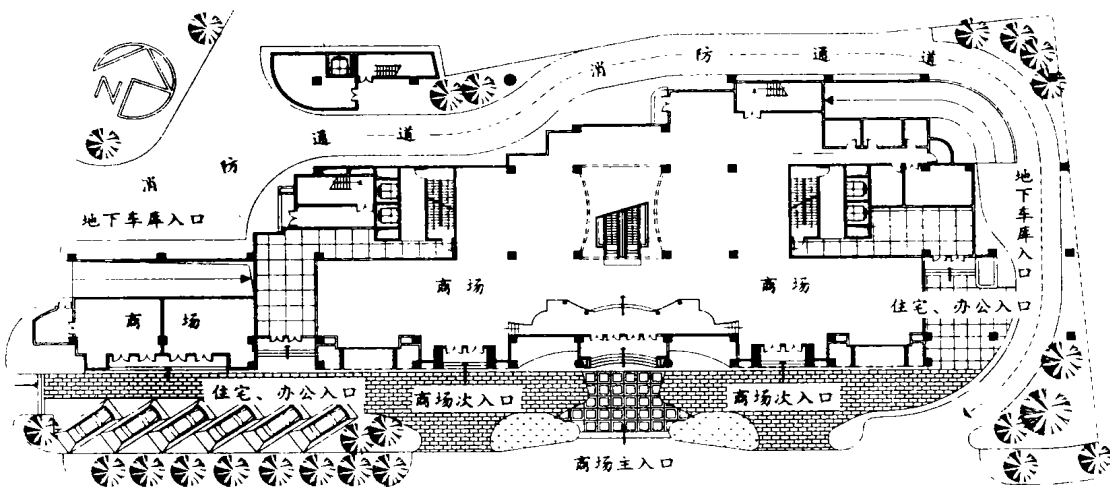 N
消防通道
消防通道
地下车库入口
地下车库入口
商场
商场
商场
住宅、办公入口
住宅、办公入口
商场次入口
商场次入口
商场主入口